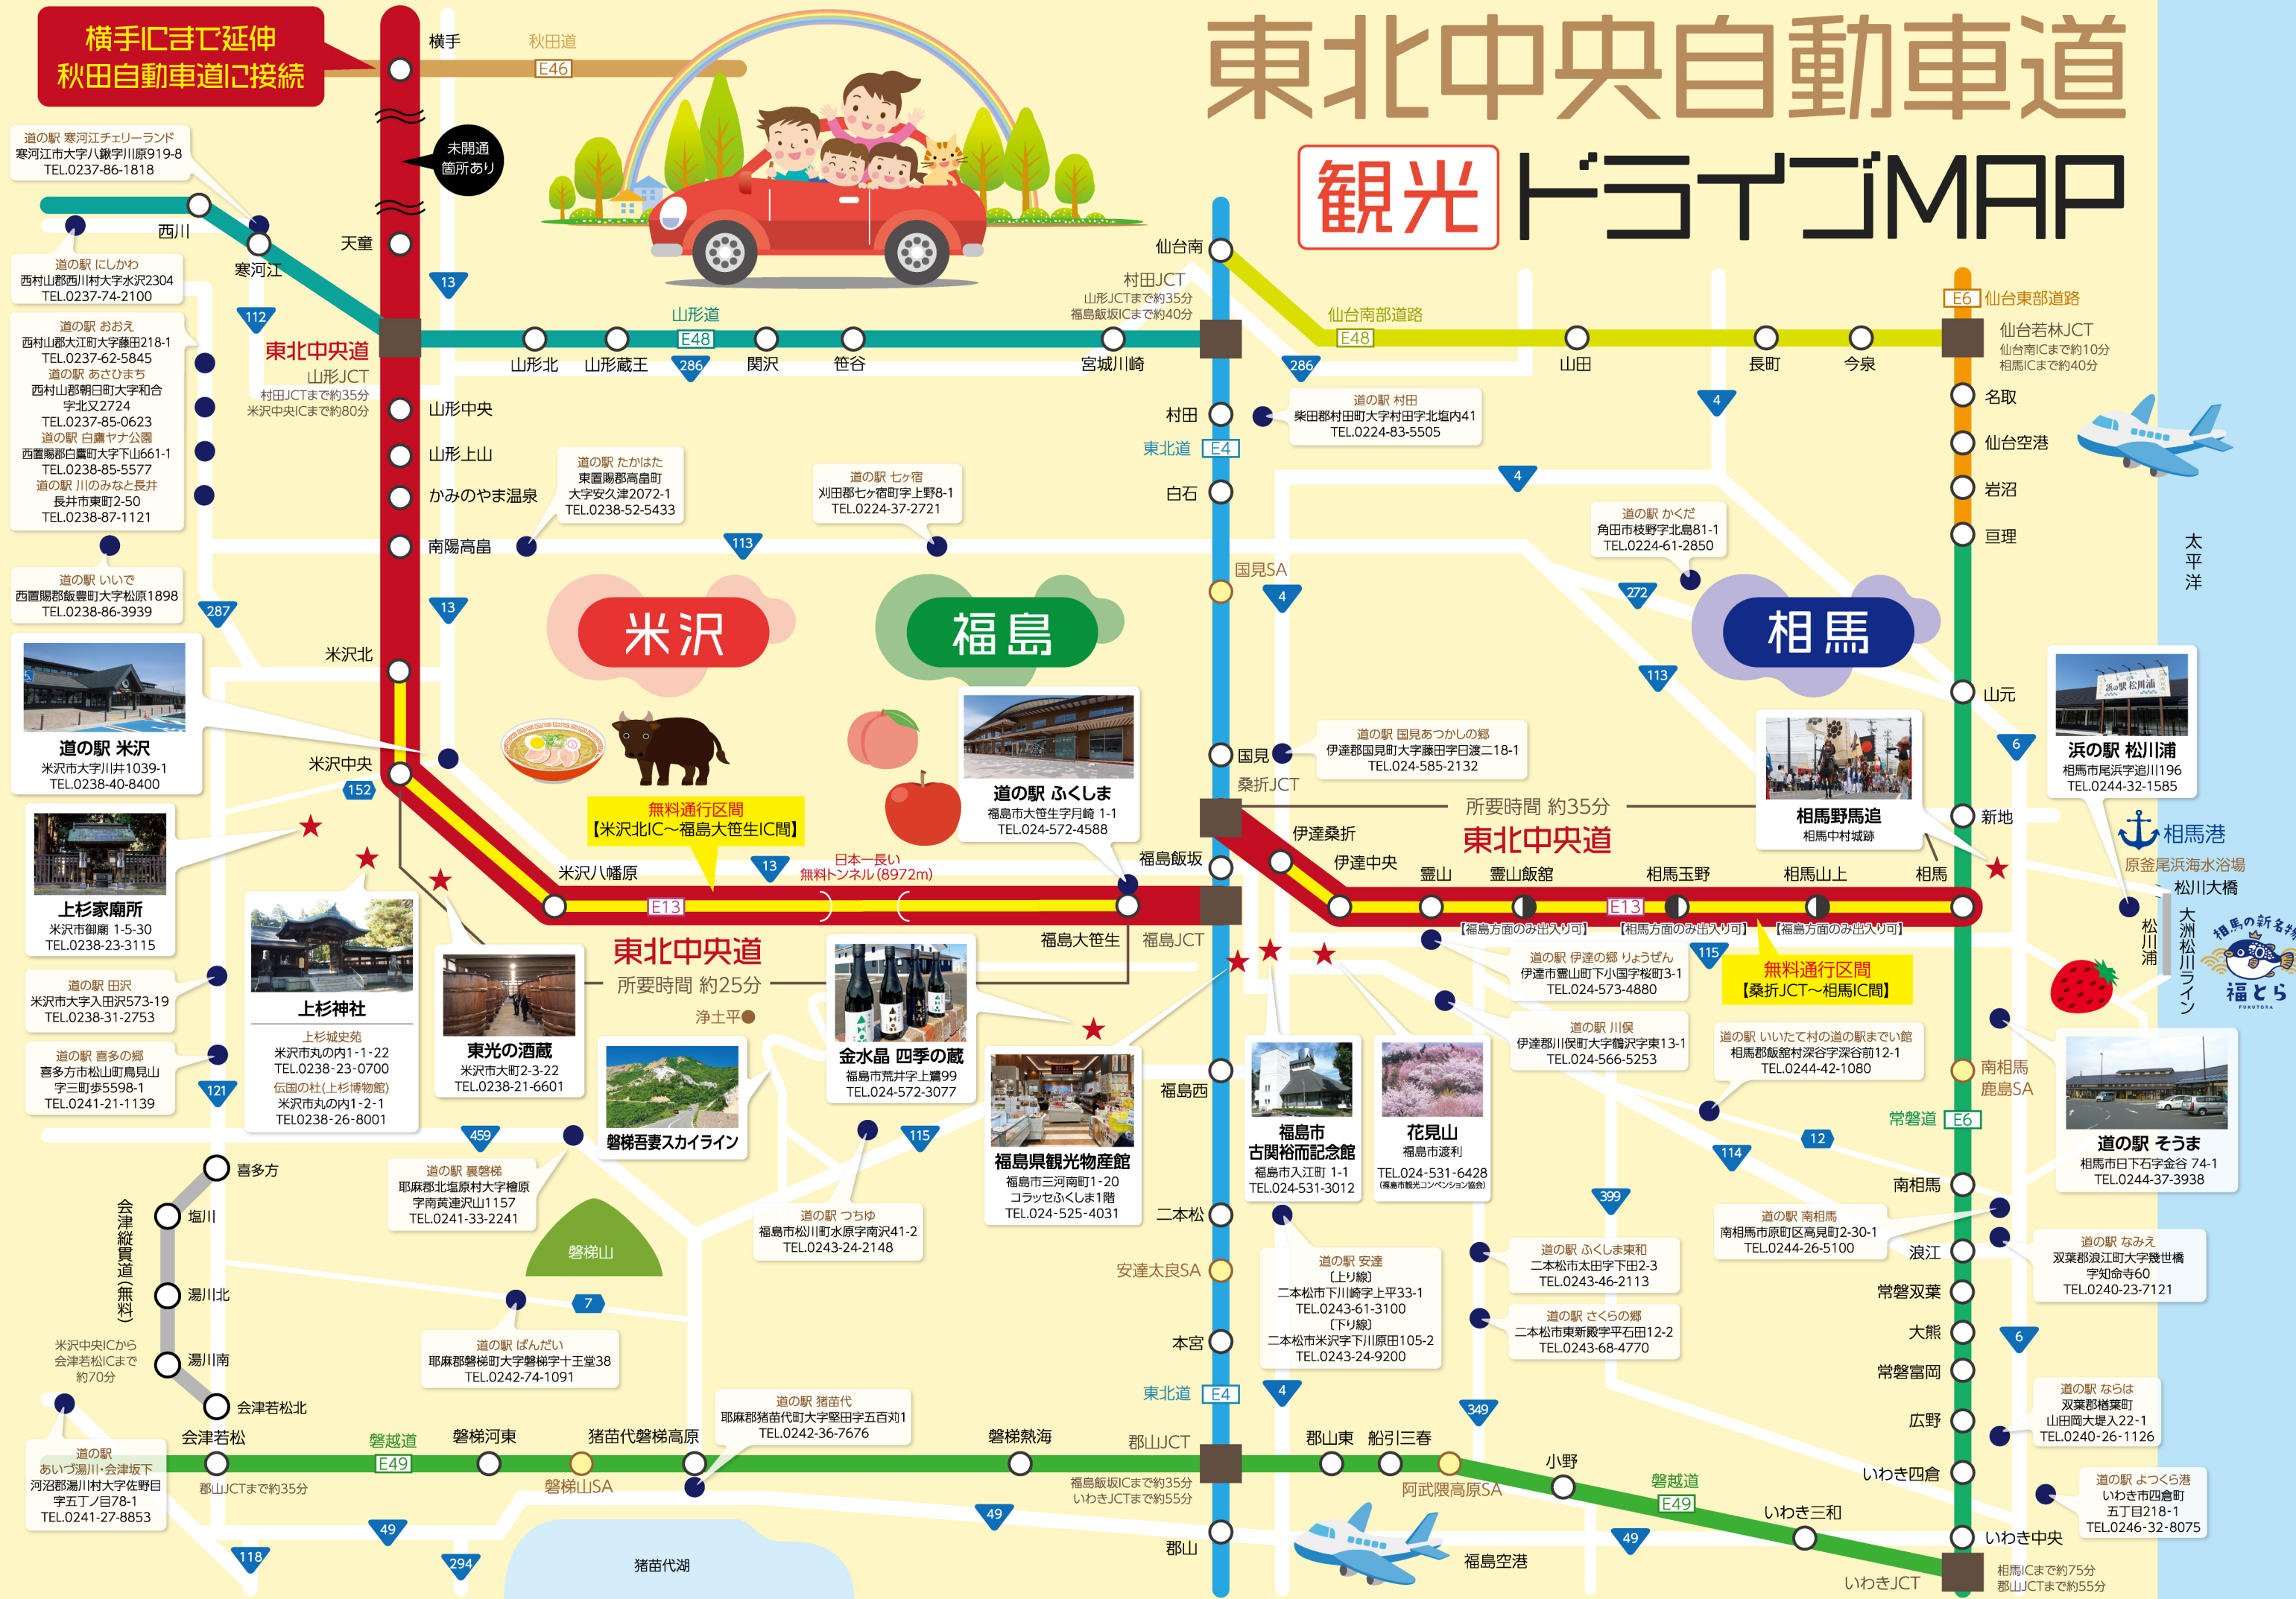 横手ICまで延伸
秋田自動車道に接続
横手
秋田道
E46
未開通
箇所あり
東北中央自動車道
観光
ドライブMAP
道の駅 寒河江チェリーランド
寒河江市大字八鍬字川原919-8
TEL.0237-86-1818
西川
寒河江
天童
13
112
道の駅 にしかわ
西村山郡西川村大字水沢2304
TEL.0237-74-2100
道の駅 おおえ
西村山郡大江町大字藤田218-1
TEL.0237-62-5845
道の駅 あさひまち
西村山郡朝日町大字和合
字北又2724
TEL.0237-85-0623
道の駅 白鷹ヤナ公園
西置賜郡白鷹町大字下山661-1
TEL.0238-85-5577
道の駅 川のみなと長井
長井市東町2-50
TEL.0238-87-1121
東北中央道
山形JCT
村田JCTまで約35分
米沢中央ICまで約80分
山形北
山形蔵王
山形道
E48
286
関沢
笹谷
宮城川崎
村田JCT
山形JCTまで約35分
福島飯坂ICまで約40分
仙台南
仙台南部道路
E48
286
山田
長町
今泉
E6
仙台東部道路
仙台若林JCT
仙台南ICまで約10分
相馬ICまで約40分
名取
仙台空港
岩沼
亘理
太平洋
山形中央
山形上山
かみのやま温泉
南陽高畠
村田
東北道
E4
白石
道の駅 村田
柴田郡村田町大字村田字北塩内41
TEL.0224-83-5505
4
4
道の駅 たかはた
東置賜郡高畠町
大字安久津2072-1
TEL.0238-52-5433
道の駅 七ヶ宿
刈田郡七ヶ宿町字上野8-1
TEL.0224-37-2721
113
道の駅 かくだ
角田市枝野字北島81-1
TEL.0224-61-2850
道の駅 いいで
西置賜郡飯豊町大字松原1898
TEL.0238-86-3939
287
13
国見SA
4
272
113
米沢
福島
相馬
山元
米沢北
道の駅 米沢
米沢市大字川井1039-1
TEL.0238-40-8400
米沢中央
152
道の駅 ふくしま
福島市大笹生字月崎 1-1
TEL.024-572-4588
国見
道の駅 国見あつかしの郷
伊達郡国見町大字藤田字日渡二18-1
TEL.024-585-2132
桑折JCT
所要時間 約35分
東北中央道
相馬野馬追
相馬中村城跡
6
浜の駅 松川浦
浜の駅 松川浦
相馬市尾浜字追川196
TEL.0244-32-1585
新地
相馬港
原釜尾浜海水浴場
松川大橋
松川浦
大洲松川ライン
相馬の新名物
福とら
FUKUTORA
上杉家廟所
米沢市御廟 1-5-30
TEL.0238-23-3115
無料通行区間
【米沢北IC〜福島大笹生IC間】
米沢八幡原
13
日本一長い
無料トンネル(8972m)
E13
福島飯坂
福島大笹生
福島JCT
東北中央道
所要時間 約25分
伊達桑折
伊達中央
霊山
霊山飯舘
【福島方面のみ出入り可】
E13
相馬玉野
【相馬方面のみ出入り可】
相馬山上
【福島方面のみ出入り可】
相馬
115
無料通行区間
【桑折JCT〜相馬IC間】
道の駅 田沢
米沢市大字入田沢573-19
TEL.0238-31-2753
道の駅 喜多の郷
喜多方市松山町鳥見山
字三町歩5598-1
TEL.0241-21-1139
121
上杉神社
上杉城史苑
米沢市丸の内1-1-22
TEL.0238-23-0700
伝国の杜(上杉博物館)
米沢市丸の内1-2-1
TEL0238-26-8001
東光の酒蔵
米沢市大町2-3-22
TEL.0238-21-6601
浄土平
磐梯吾妻スカイライン
金水晶 四季の蔵
福島市荒井字上鷺99
TEL.024-572-3077
115
福島県観光物産館
福島市三河南町1-20
コラッセふくしま1階
TEL.024-525-4031
福島西
福島市
古関裕而記念館
福島市入江町 1-1
TEL.024-531-3012
花見山
福島市渡利
TEL.024-531-6428
(福島市観光コンベンション協会)
道の駅 伊達の郷 りょうぜん
伊達市霊山町下小国字桜町3-1
TEL.024-573-4880
道の駅 川俣
伊達郡川俣町大字鶴沢字東13-1
TEL.024-566-5253
道の駅 いいたて村の道の駅までい館
相馬郡飯舘村深谷字深谷前12-1
TEL.0244-42-1080
12
114
399
南相馬
鹿島SA
常磐道
E6
道の駅 そうま
相馬市日下石字金谷 74-1
TEL.0244-37-3938
南相馬
道の駅 南相馬
南相馬市原町区高見町2-30-1
TEL.0244-26-5100
浪江
道の駅 なみえ
双葉郡浪江町大字幾世橋
字知命寺60
TEL.0240-23-7121
常磐双葉
大熊
6
常磐富岡
広野
道の駅 ならは
双葉郡楢葉町
山田岡大堤入22-1
TEL.0240-26-1126
いわき四倉
道の駅 よつくら港
いわき市四倉町
五丁目218-1
TEL.0246-32-8075
いわき中央
相馬ICまで約75分
郡山JCTまで約55分
いわきJCT
459
道の駅 裏磐梯
耶麻郡北塩原村大字檜原
字南黄連沢山1157
TEL.0241-33-2241
磐梯山
道の駅 つちゆ
福島市松川町水原字南沢41-2
TEL.0243-24-2148
喜多方
塩川
会津縦貫道(無料)
湯川北
湯川南
会津若松北
米沢中央ICから
会津若松ICまで
約70分
7
道の駅 ばんだい
耶麻郡磐梯町大字磐梯字十王堂38
TEL.0242-74-1091
二本松
安達太良SA
本宮
東北道
E4
4
道の駅 安達
〔上り線〕
二本松市下川崎字上平33-1
TEL.0243-61-3100
〔下り線〕
二本松市米沢字下川原田105-2
TEL.0243-24-9200
道の駅 ふくしま東和
二本松市太田字下田2-3
TEL.0243-46-2113
道の駅 さくらの郷
二本松市東新殿字平石田12-2
TEL.0243-68-4770
349
道の駅
あいづ湯川・会津坂下
河沼郡湯川村大字佐野目
字五丁ノ目78-1
TEL.0241-27-8853
会津若松
郡山JCTまで約35分
磐越道
E49
磐梯河東
磐梯山SA
猪苗代磐梯高原
道の駅 猪苗代
耶麻郡猪苗代町大字堅田字五百苅1
TEL.0242-36-7676
磐梯熱海
郡山JCT
福島飯坂ICまで約35分
いわきJCTまで約55分
郡山東
船引三春
阿武隈高原SA
小野
磐越道
E49
いわき三和
49
118
294
49
猪苗代湖
郡山
福島空港
49